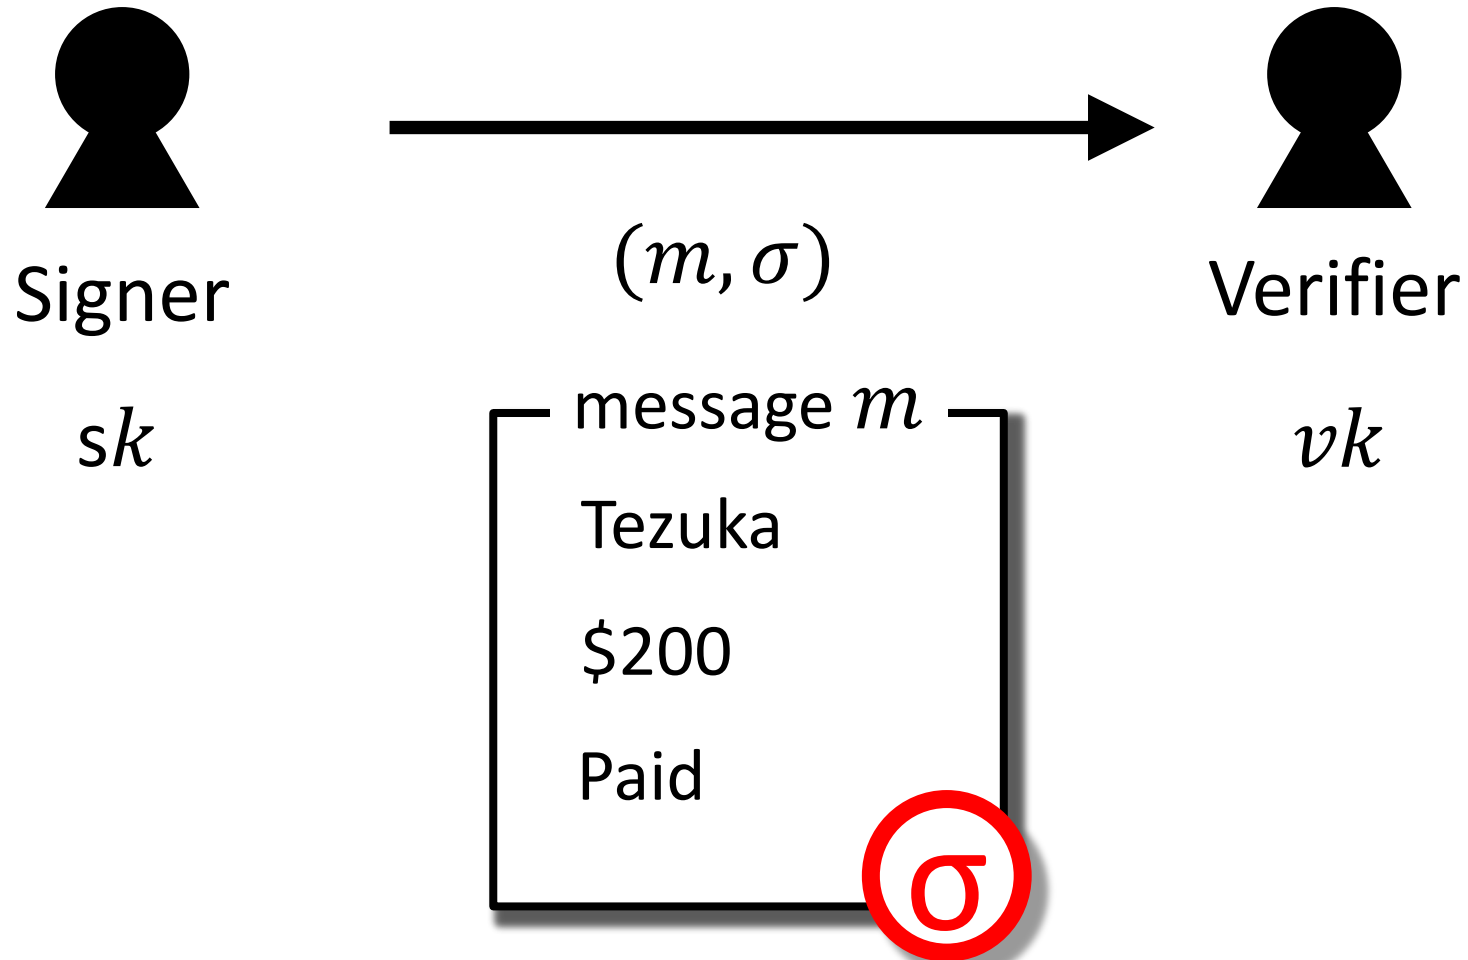 (m, σ)
Signer
Verifier
sk
vk
message m
Tezuka
$200
Paid
σ